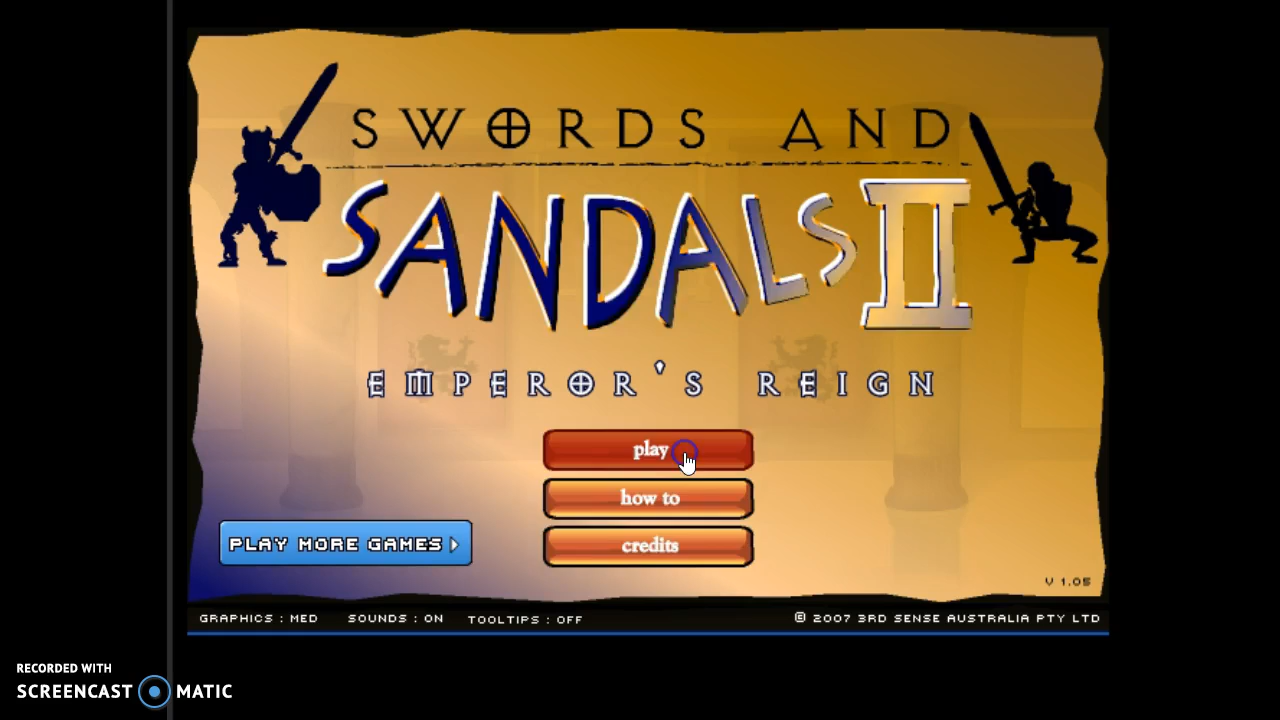 SWORDS AND
SANDALS II
EMPEROR'S REIGN
play
how to
credits
PLAY MORE GAMES
V 1.05
GRAPHICS : MED SOUNDS : ON TOOLTIPS : OFF © 2007 3RD SENSE AUSTRALIA PTY LTD
RECORDED WITH
SCREENCAST MATIC